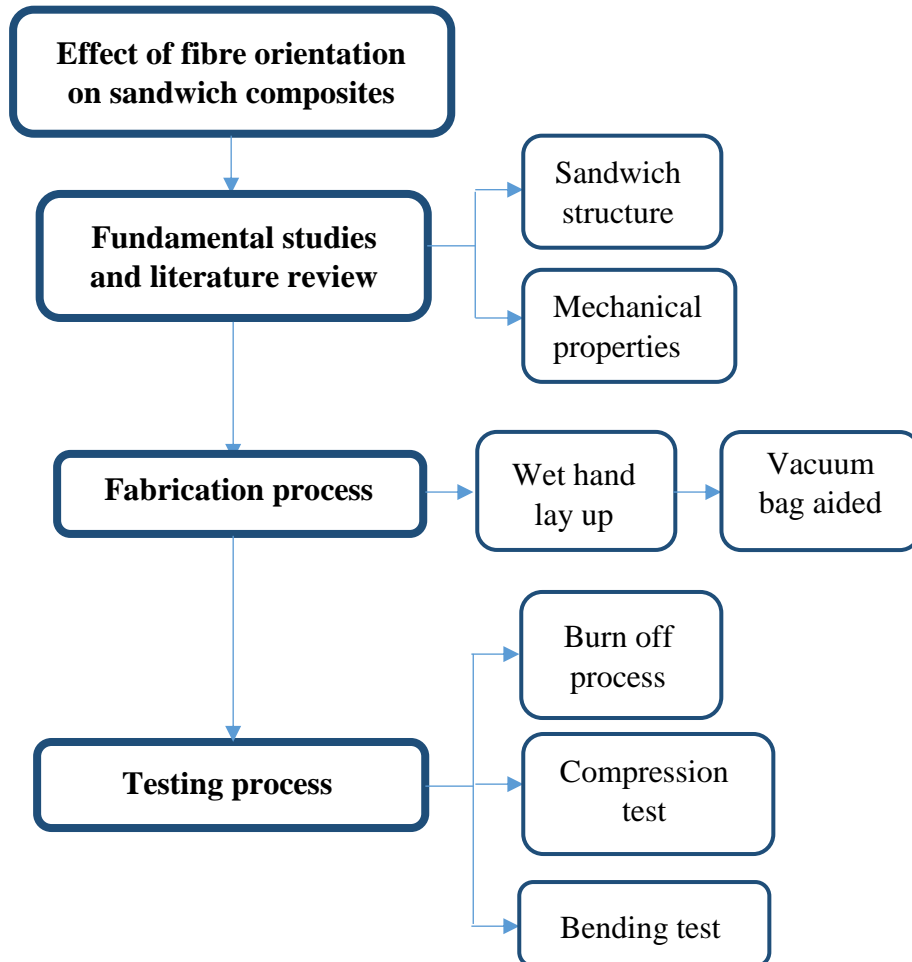 Effect of fibre orientation
on sandwich composites
Sandwich
structure
Fundamental studies
and literature review
Mechanical
properties
Fabrication process
Wet hand
lay up
Vacuum
bag aided
Burn off
process
Testing process
Compression
test
Bending test